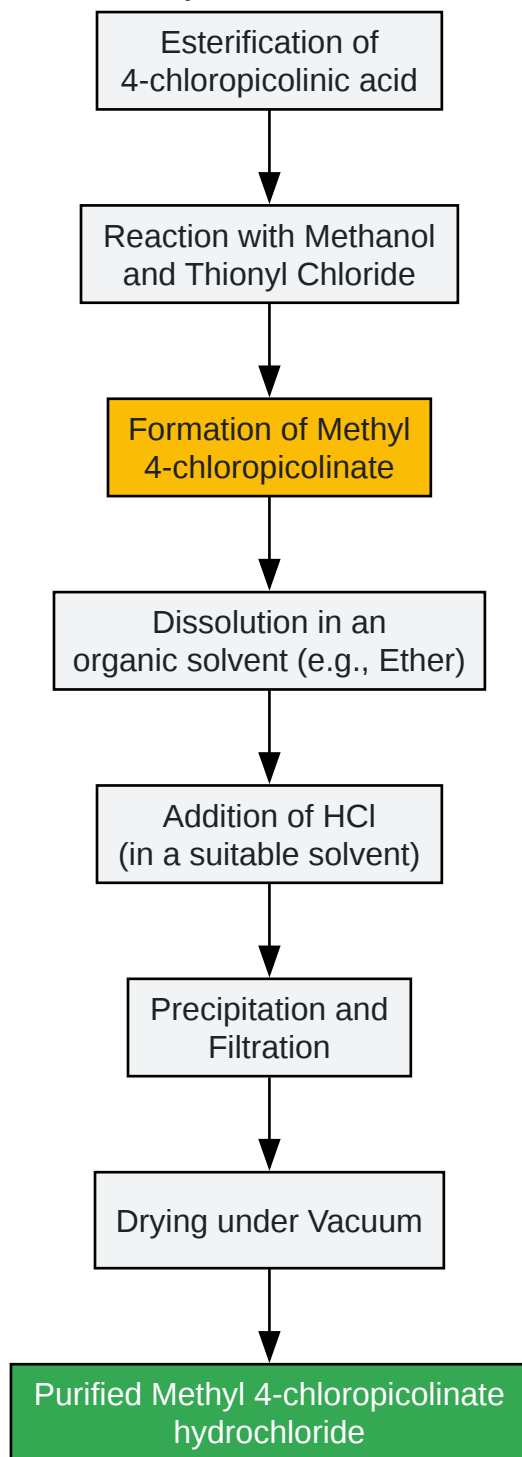 Esterification of
4-chloropicolinic acid
Reaction with Methanol
and Thionyl Chloride
Formation of Methyl
4-chloropicolinate
Dissolution in an
organic solvent (e.g., Ether)
Addition of HCl
(in a suitable solvent)
Precipitation and
Filtration
Drying under Vacuum
Purified Methyl 4-chloropicolinate
hydrochloride